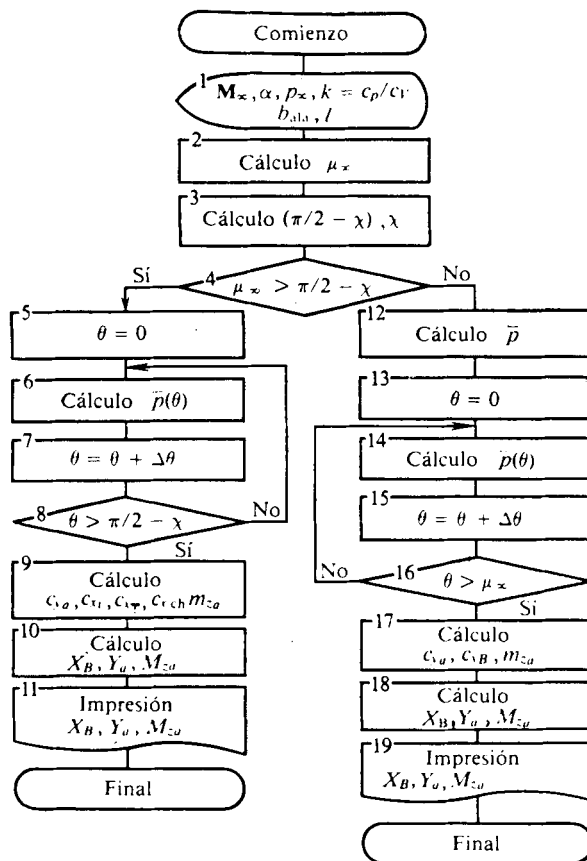 Comienzo
1
M∞, α, p∞, k = cp/cV
bala, l
2
Cálculo μ∞
3
Cálculo (π/2 − χ), χ
4
μ∞ > π/2 − χ
Sí
No
5
θ = 0
6
Cálculo p̄(θ)
7
θ = θ + Δθ
8
θ > π/2 − χ
No
Sí
9
Cálculo
10
Cálculo
XB, Ya, Mza
11
Impresión
XB, Ya, Mza
Final
12
Cálculo p̄
13
θ = 0
14
Cálculo p(θ)
15
θ = θ + Δθ
16
θ > μ∞
No
Sí
17
Cálculo
cya, cxB, mza
18
Cálculo
XB, Ya, Mza
19
Impresión
XB, Ya, Mza
Final